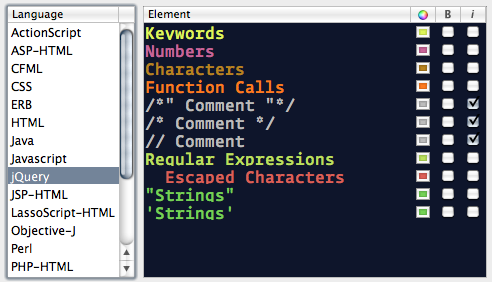 Language
ActionScript
ASP-HTML
CFML
CSS
ERB
HTML
Java
Javascript
jQuery
JSP-HTML
LassoScript-HTML
Objective-J
Perl
PHP-HTML
Element B i
Keywords
Numbers
Characters
Function Calls
/*" Comment "*/
/* Comment */
// Comment
Regular Expressions
Escaped Characters
"Strings"
'Strings'